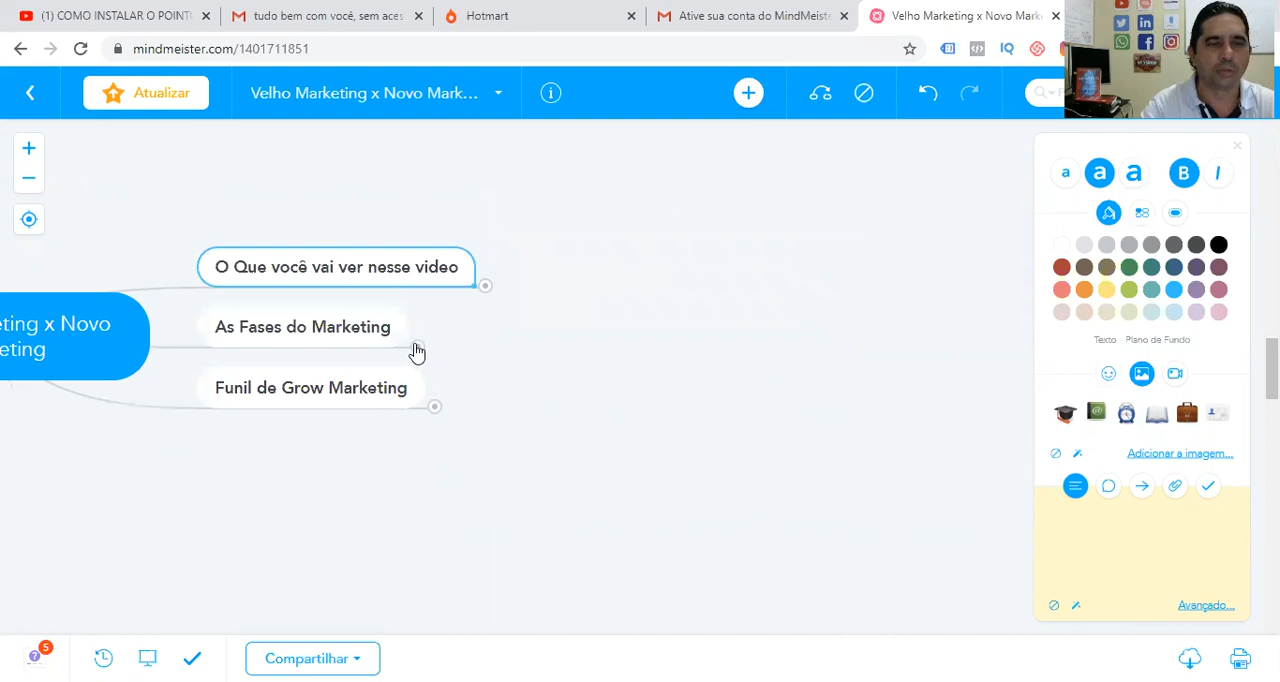 (1) COMO INSTALAR O POINT
tudo bem com você, sem aces
Hotmart
Ative sua conta do MindMeiste
Velho Marketing x Novo Mark
mindmeister.com/1401711851
IQ
Atualizar
Velho Marketing x Novo Mark...
O Que você vai ver nesse video
eting x Novo
As Fases do Marketing
eting
Funil de Grow Marketing
a a a B I
Texto Plano de Fundo
Adicionar a imagem...
Avançado...
5
Compartilhar